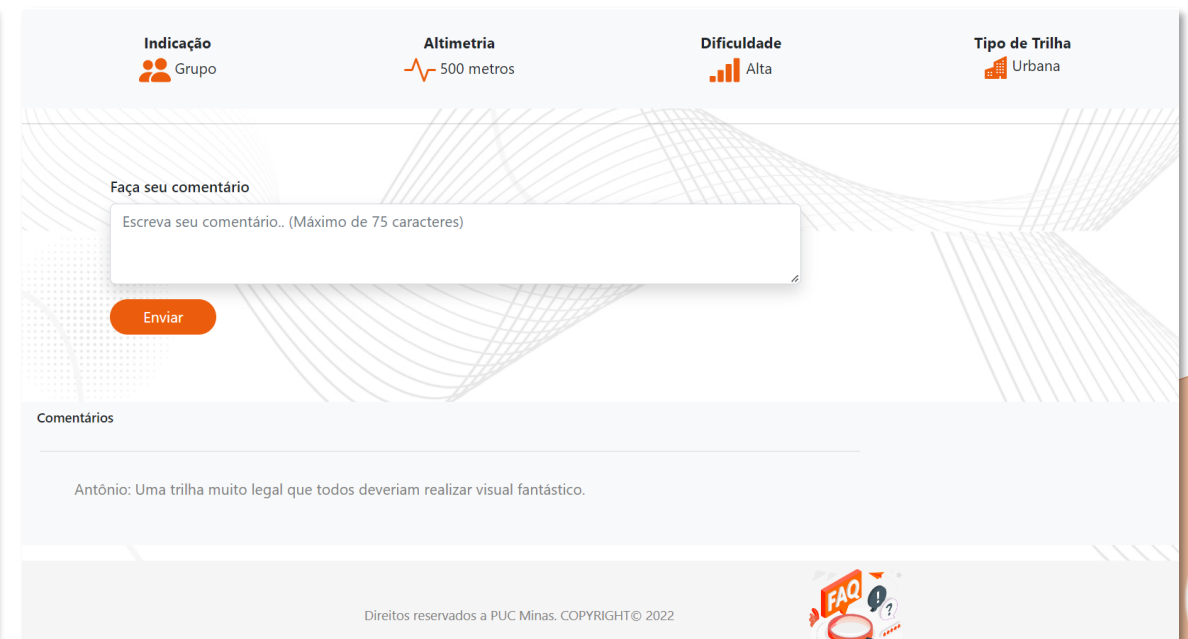 Indicação Altimetria Dificuldade Tipo de Trilha
Grupo 500 metros Alta Urbana
Faça seu comentário
Escreva seu comentário.. (Máximo de 75 caracteres)
Enviar
Comentários
Antônio: Uma trilha muito legal que todos deveriam realizar visual fantástico.
Direitos reservados a PUC Minas. COPYRIGHT© 2022
FAQ ! ?